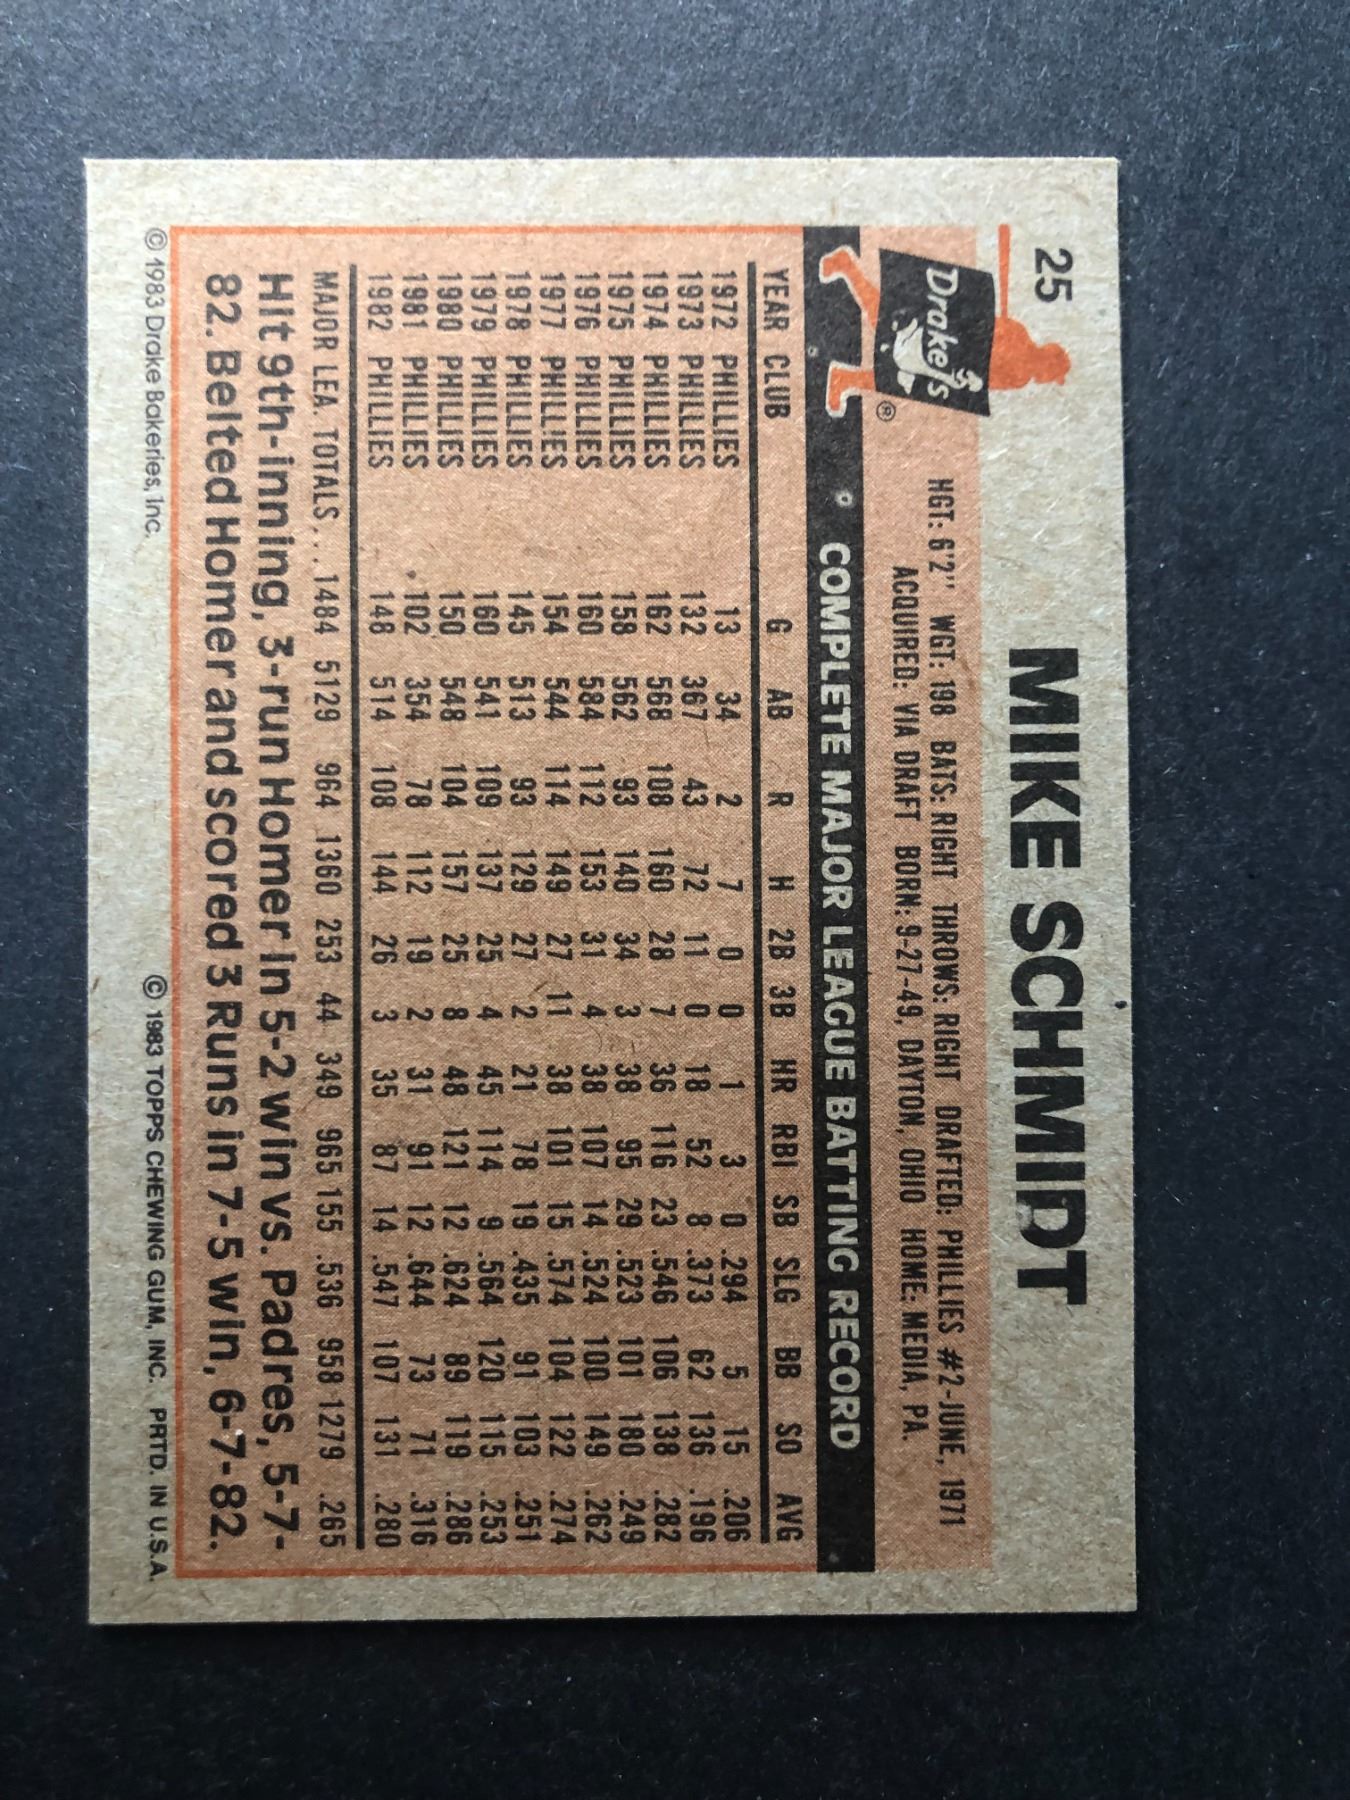 25
MIKE SCHMIDT
Drake's ®
HGT: 6'2" WGT: 198 BATS: RIGHT THROWS: RIGHT DRAFTED: PHILLIES #2-JUNE, 1971
ACQUIRED: VIA DRAFT BORN: 9-27-49, DAYTON, OHIO HOME: MEDIA, PA.
COMPLETE MAJOR LEAGUE BATTING RECORD
YEAR CLUB G AB R H 2B 3B HR RBI SB SLG BB SO AVG
1972 PHILLIES 13 34 2 7 0 0 1 3 0 .294 5 15 .206
1973 PHILLIES 132 367 43 72 11 0 18 52 8 .373 62 136 .196
1974 PHILLIES 162 568 108 160 28 7 36 116 23 .546 106 138 .282
1975 PHILLIES 158 562 93 140 34 3 38 95 29 .523 101 180 .249
1976 PHILLIES 160 584 112 153 31 4 38 107 14 .524 100 149 .262
1977 PHILLIES 154 544 114 149 27 11 38 101 15 .574 104 122 .274
1978 PHILLIES 145 513 93 129 27 2 21 78 19 .435 91 103 .251
1979 PHILLIES 160 541 109 137 25 4 45 114 9 .564 120 115 .253
1980 PHILLIES 150 548 104 157 25 8 48 121 12 .624 89 119 .286
1981 PHILLIES 102 354 78 112 19 2 31 91 12 .644 73 71 .316
1982 PHILLIES 148 514 108 144 26 3 35 87 14 .547 107 131 .280
MAJOR LEA. TOTALS... 1484 5129 964 1360 253 44 349 965 155 .536 958 1279 .265
Hit 9th-inning, 3-run Homer in 5-2 win vs. Padres, 5-7-
82. Belted Homer and scored 3 Runs in 7-5 win, 6-7-82.
© 1983 Drake Bakeries, Inc. © 1983 TOPPS CHEWING GUM, INC. PRTD. IN U.S.A.